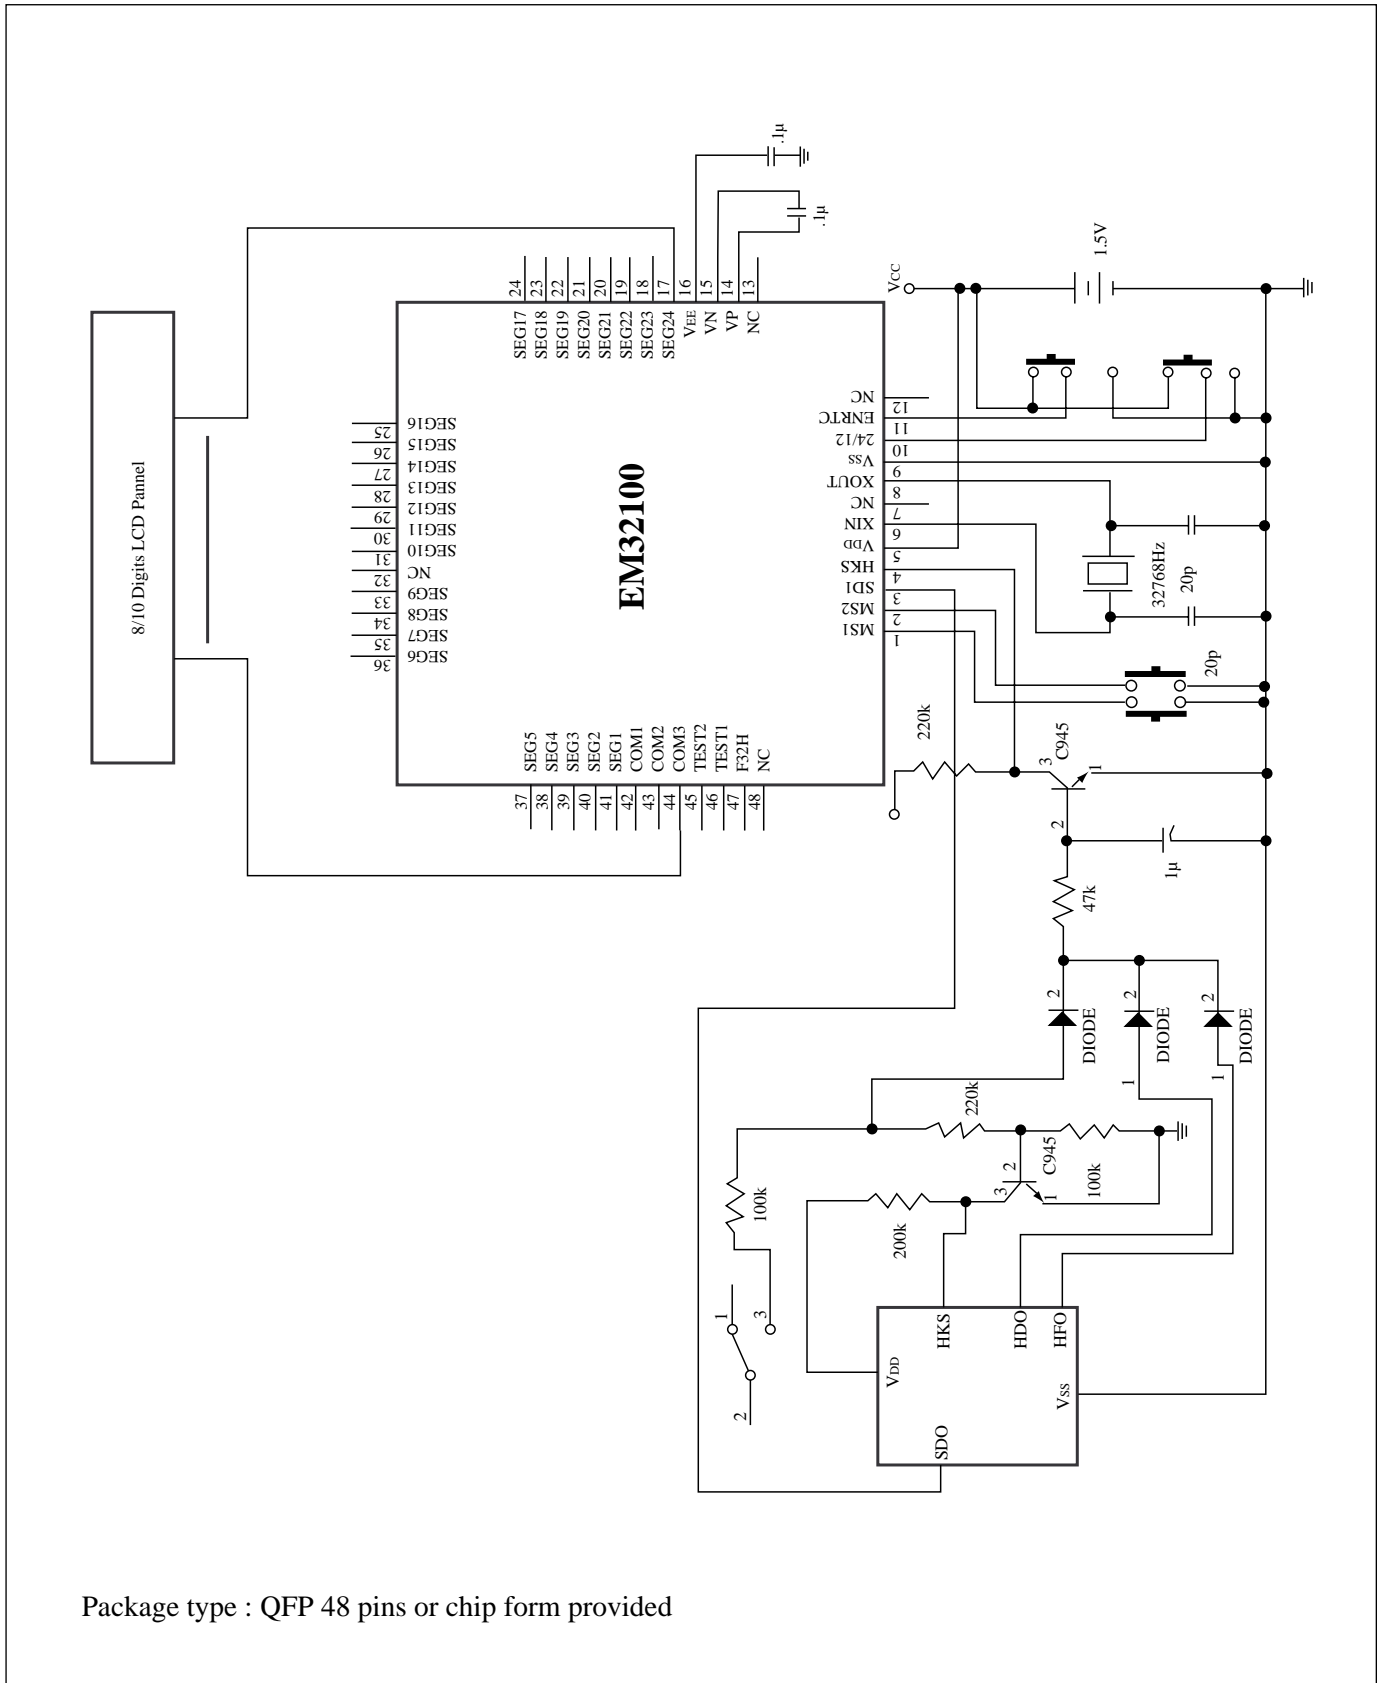 .1µ
.1µ
1.5V
VCC
24
23
22
21
20
19
18
17
16
15
14
13
SEG17
SEG18
SEG19
SEG20
SEG21
SEG22
SEG23
SEG24
VEE
VN
VP
NC
8/10 Digits LCD Pannel
SEG16
25
SEG15
26
SEG14
27
SEG13
28
SEG12
29
SEG11
30
SEG10
31
NC
32
SEG9
33
SEG8
34
SEG7
35
SEG6
36
EM32100
NC
12
ENRTC
11
24/12
10
VSS
9
XOUT
8
NC
7
XIN
6
VDD
5
HKS
4
SD1
3
MS2
2
MS1
1
32768Hz
20p
20p
SEG5
SEG4
SEG3
SEG2
SEG1
COM1
COM2
COM3
TEST2
TEST1
F32H
NC
37
38
39
40
41
42
43
44
45
46
47
48
220k
3
C945
1
2
1µ
47k
2
DIODE
2
DIODE
1
2
DIODE
1
220k
2
C945
3
1
100k
100k
200k
1
3
2
HKS
HDO
HFO
VDD
VSS
SDO
Package type : QFP 48 pins or chip form provided